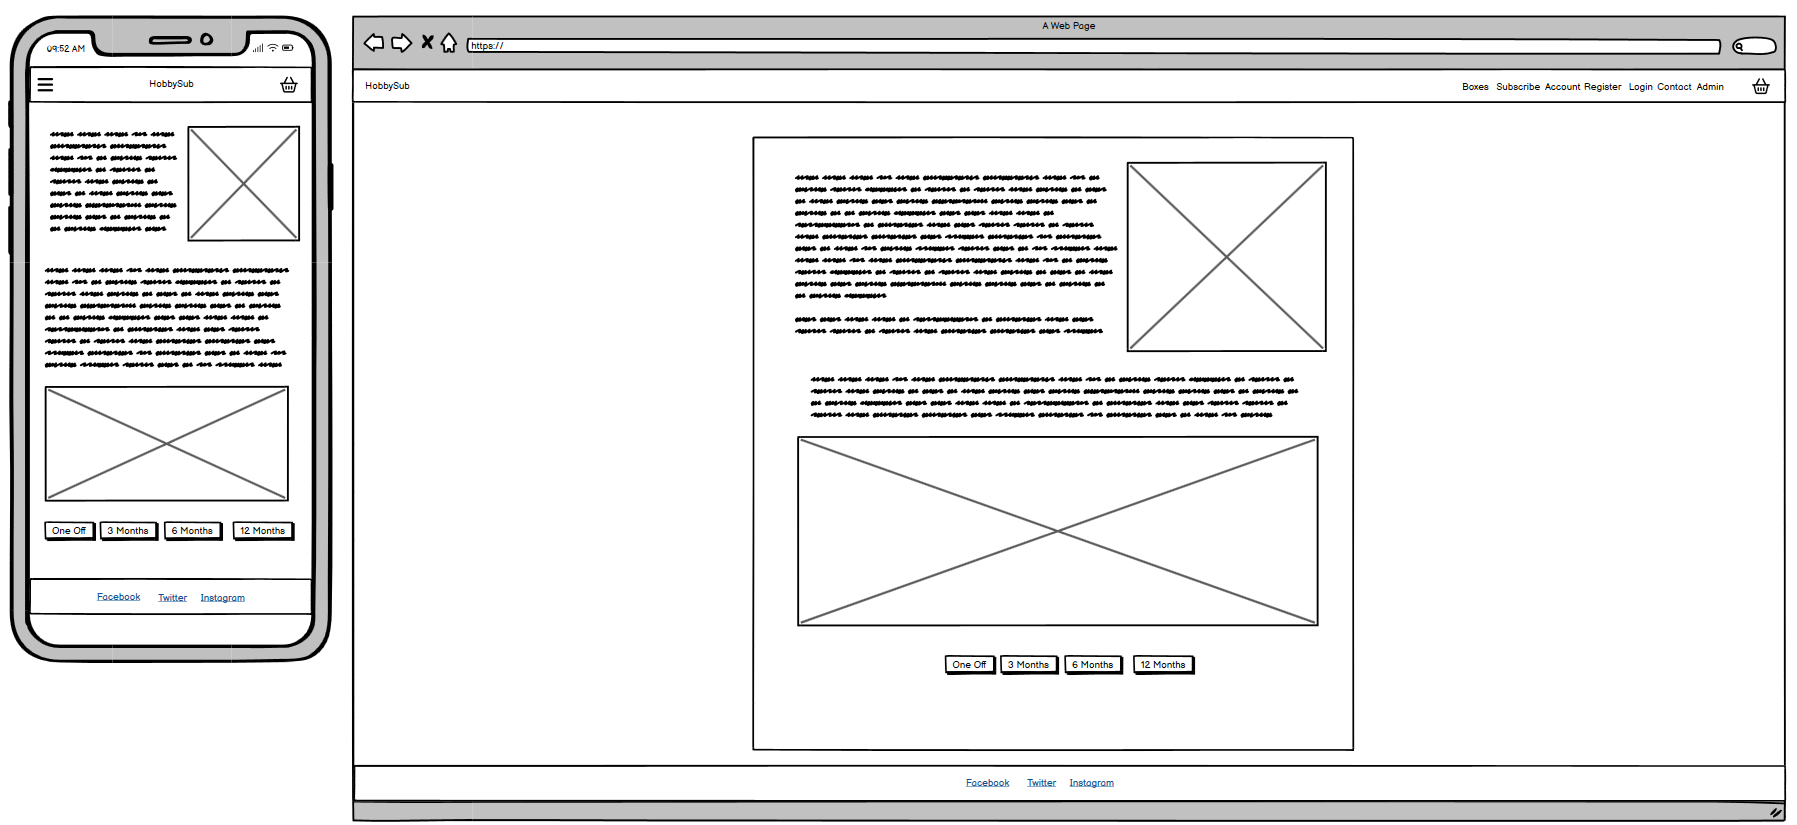 09:52 AM
HobbySub
One Off 3 Months 6 Months 12 Months
Facebook Twitter Instagram
A Web Page
https://
HobbySub
Boxes Subscribe Account Register Login Contact Admin
One Off 3 Months 6 Months 12 Months
Facebook Twitter Instagram